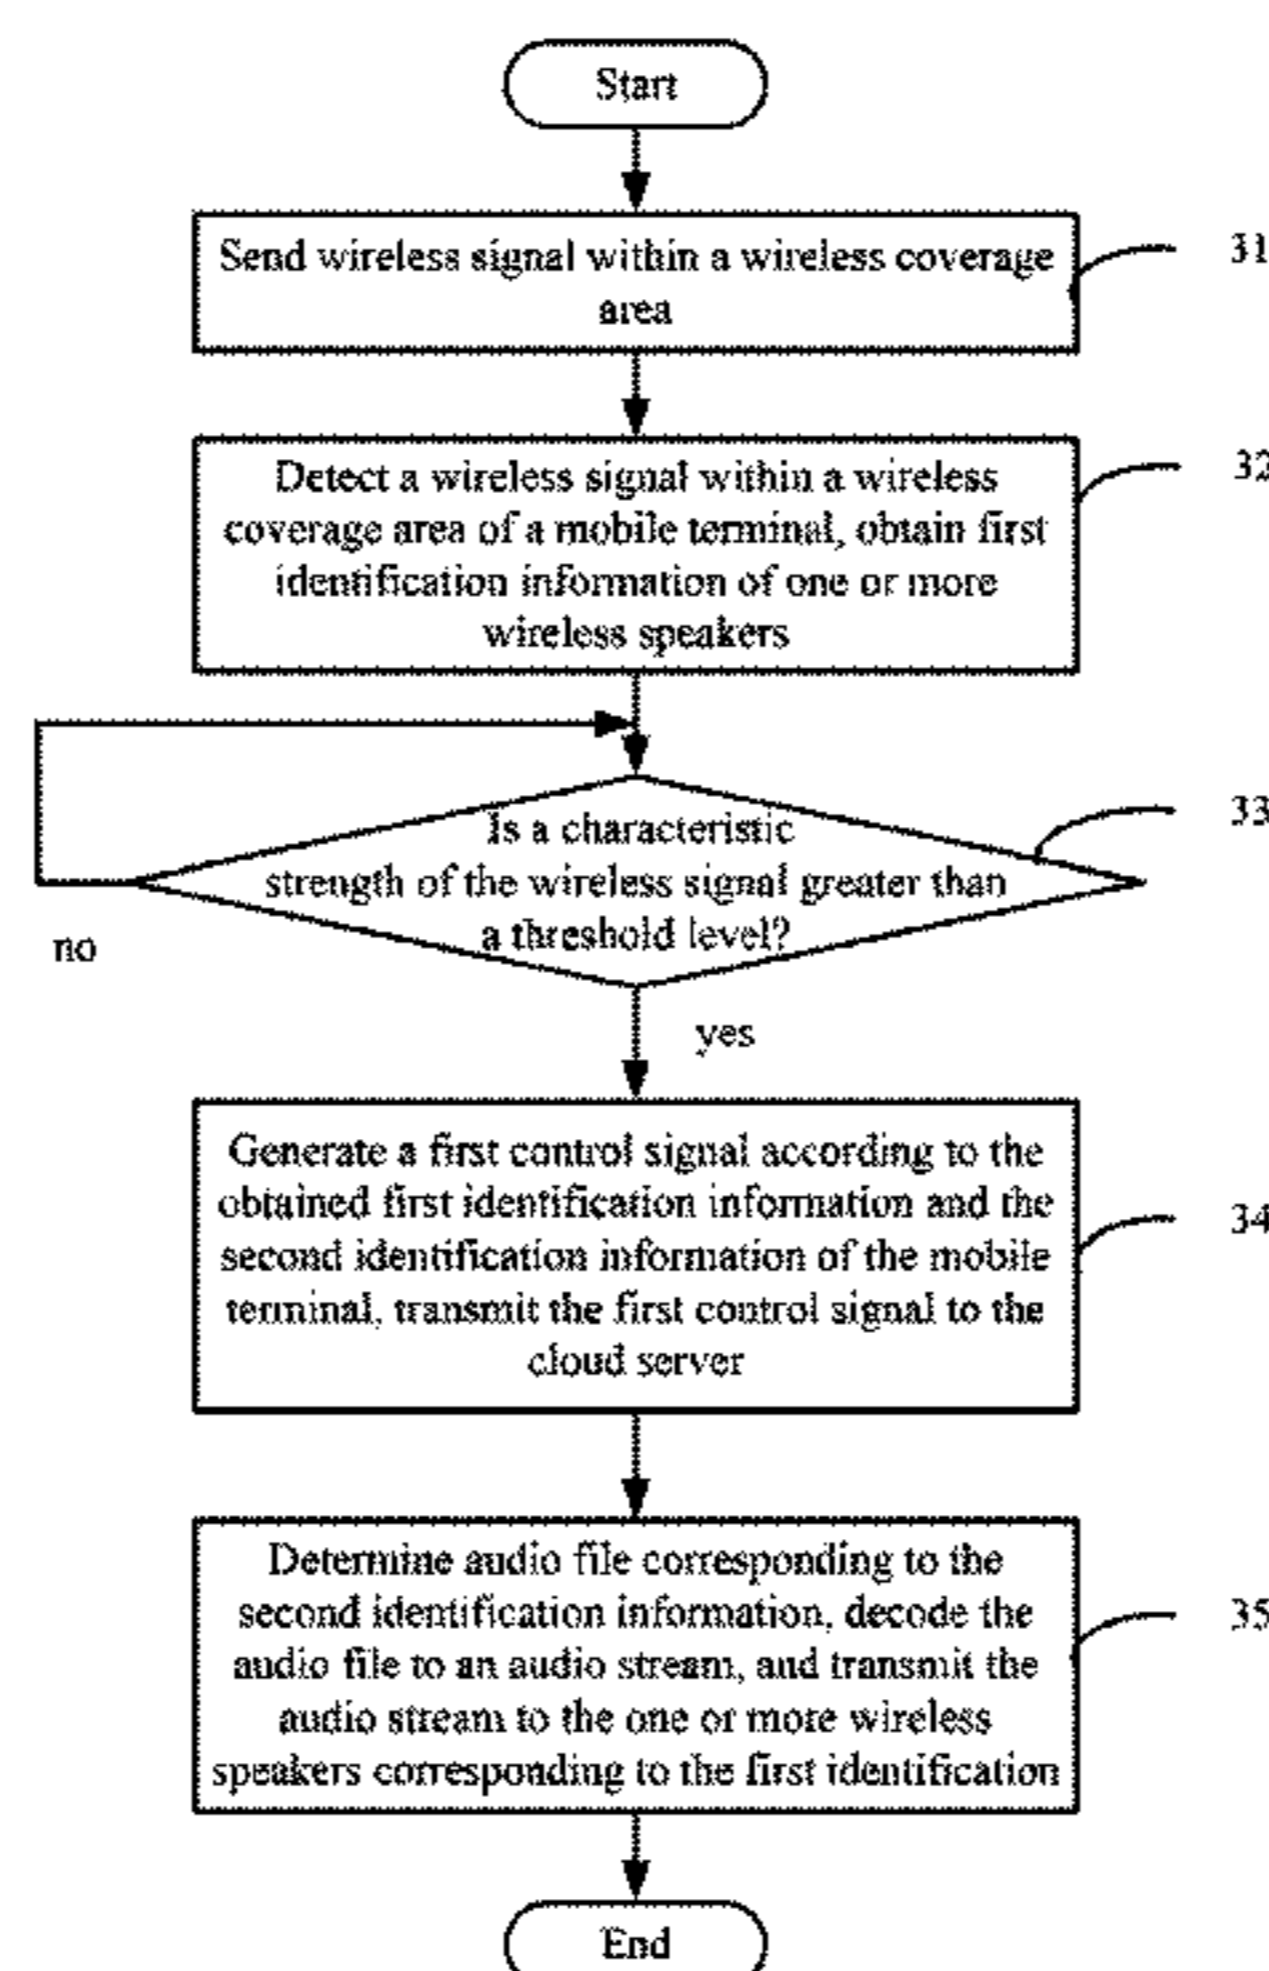 Start
Send wireless signal within a wireless coverage
area
31
Detect a wireless signal within a wireless
coverage area of a mobile terminal, obtain first
identification information of one or more
wireless speakers
32
Is a characteristic
strength of the wireless signal greater than
a threshold level?
33
no
yes
Generate a first control signal according to the
obtained first identification information and the
second identification information of the mobile
terminal, transmit the first control signal to the
cloud server
34
Determine audio file corresponding to the
second identification information, decode the
audio file to an audio stream, and transmit the
audio stream to the one or more wireless
speakers corresponding to the first identification
35
End